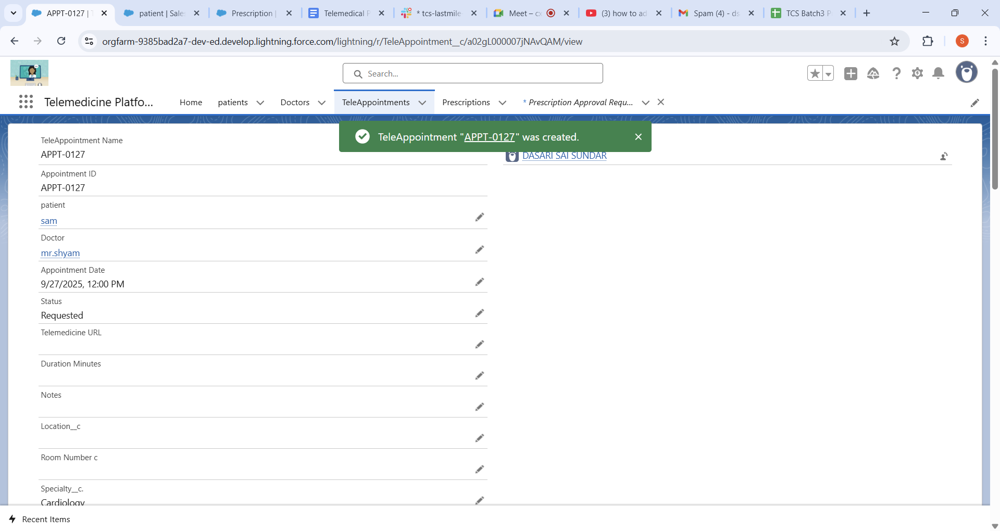 APPT-0127 |
patient | Sale
Prescription |
Telemedical P
* tcs-lastmile
Meet – cx
(3) how to ad
Spam (4) - ds
TCS Batch3 P
orgfarm-9385bad2a7-dev-ed.develop.lightning.force.com/lightning/r/TeleAppointment__c/a02gL000007jNAvQAM/view
S
Search...
Telemedicine Platfo...
Home
patients
Doctors
TeleAppointments
Prescriptions
* Prescription Approval Requ...
TeleAppointment "APPT-0127" was created.
TeleAppointment Name
APPT-0127
DASARI SAI SUNDAR
Appointment ID
APPT-0127
patient
sam
Doctor
mr.shyam
Appointment Date
9/27/2025, 12:00 PM
Status
Requested
Telemedicine URL
Duration Minutes
Notes
Location__c
Room Number c
Specialty__c.
Cardiology
Recent Items